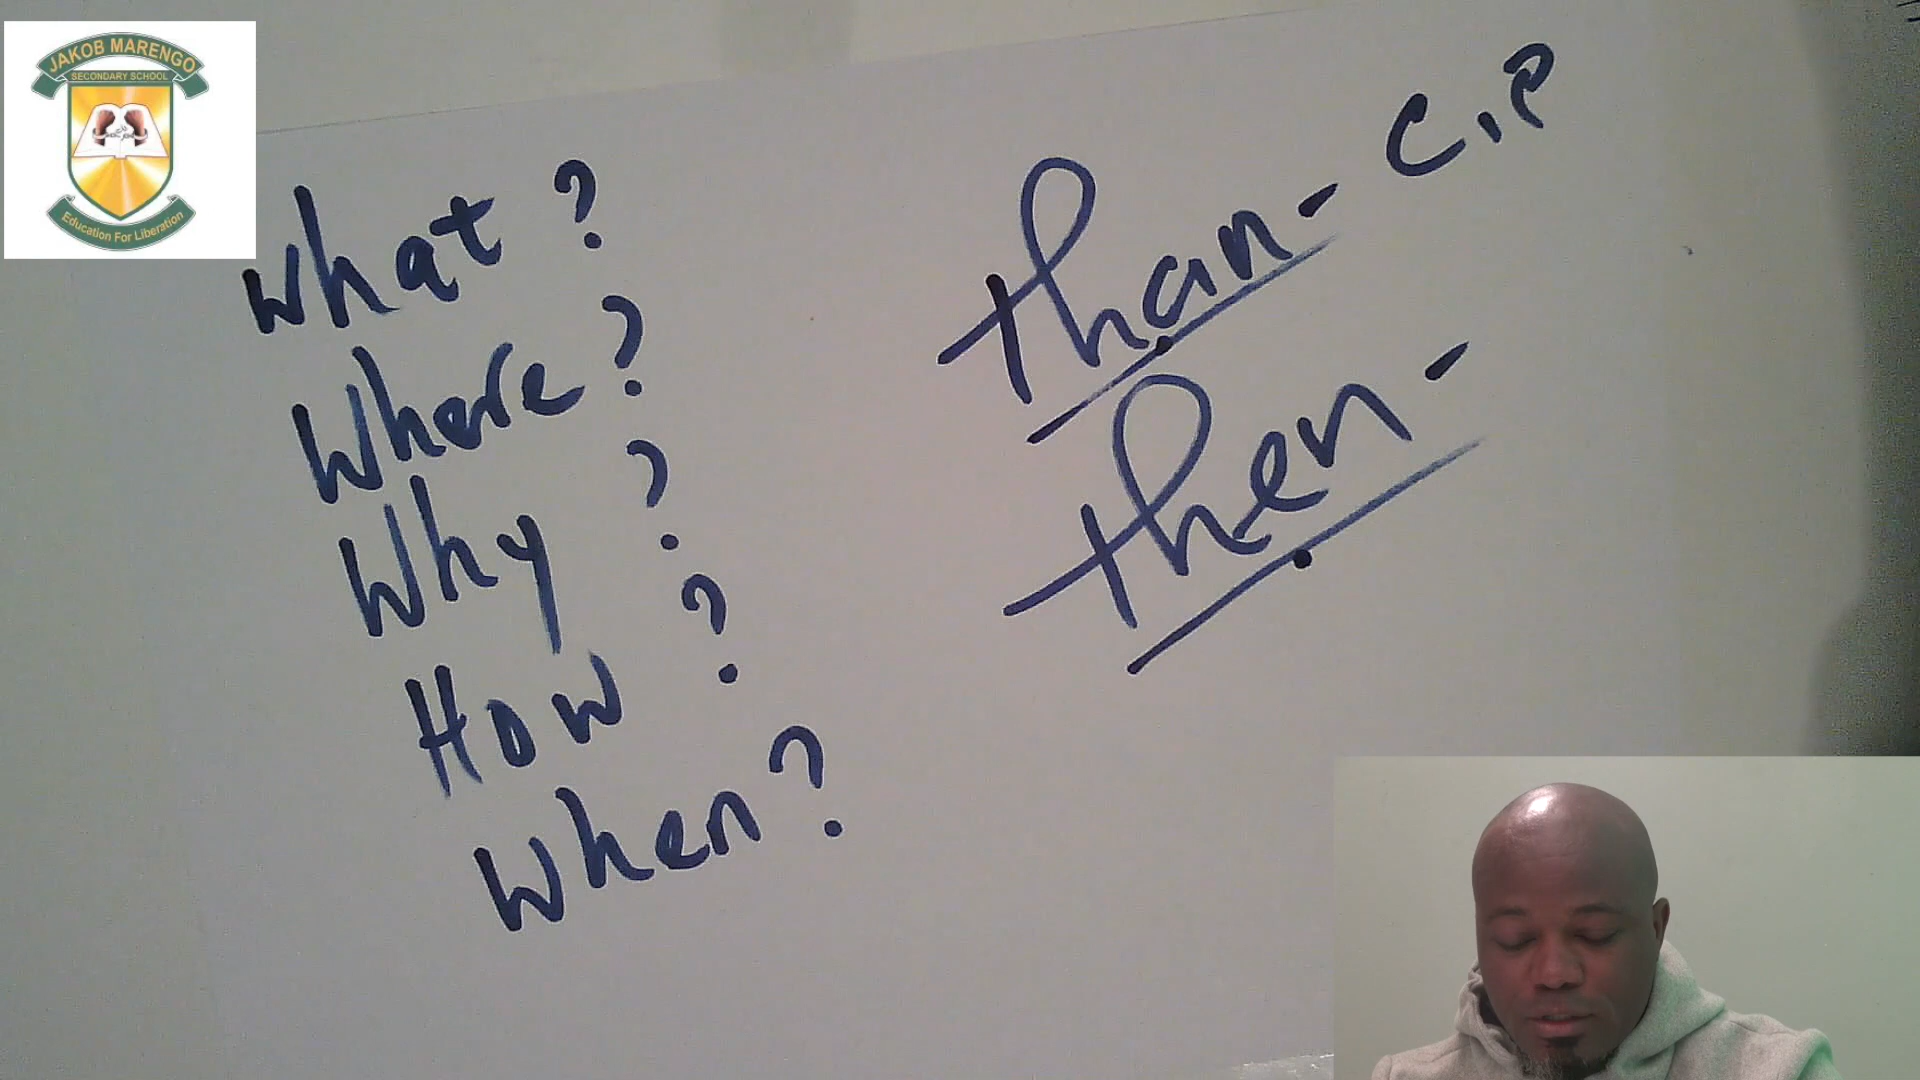 JAKOB MARENGO
SECONDARY SCHOOL
Education For Liberation
What ?
Where ?
Why ?
How ?
When ?
than - C.P
then -